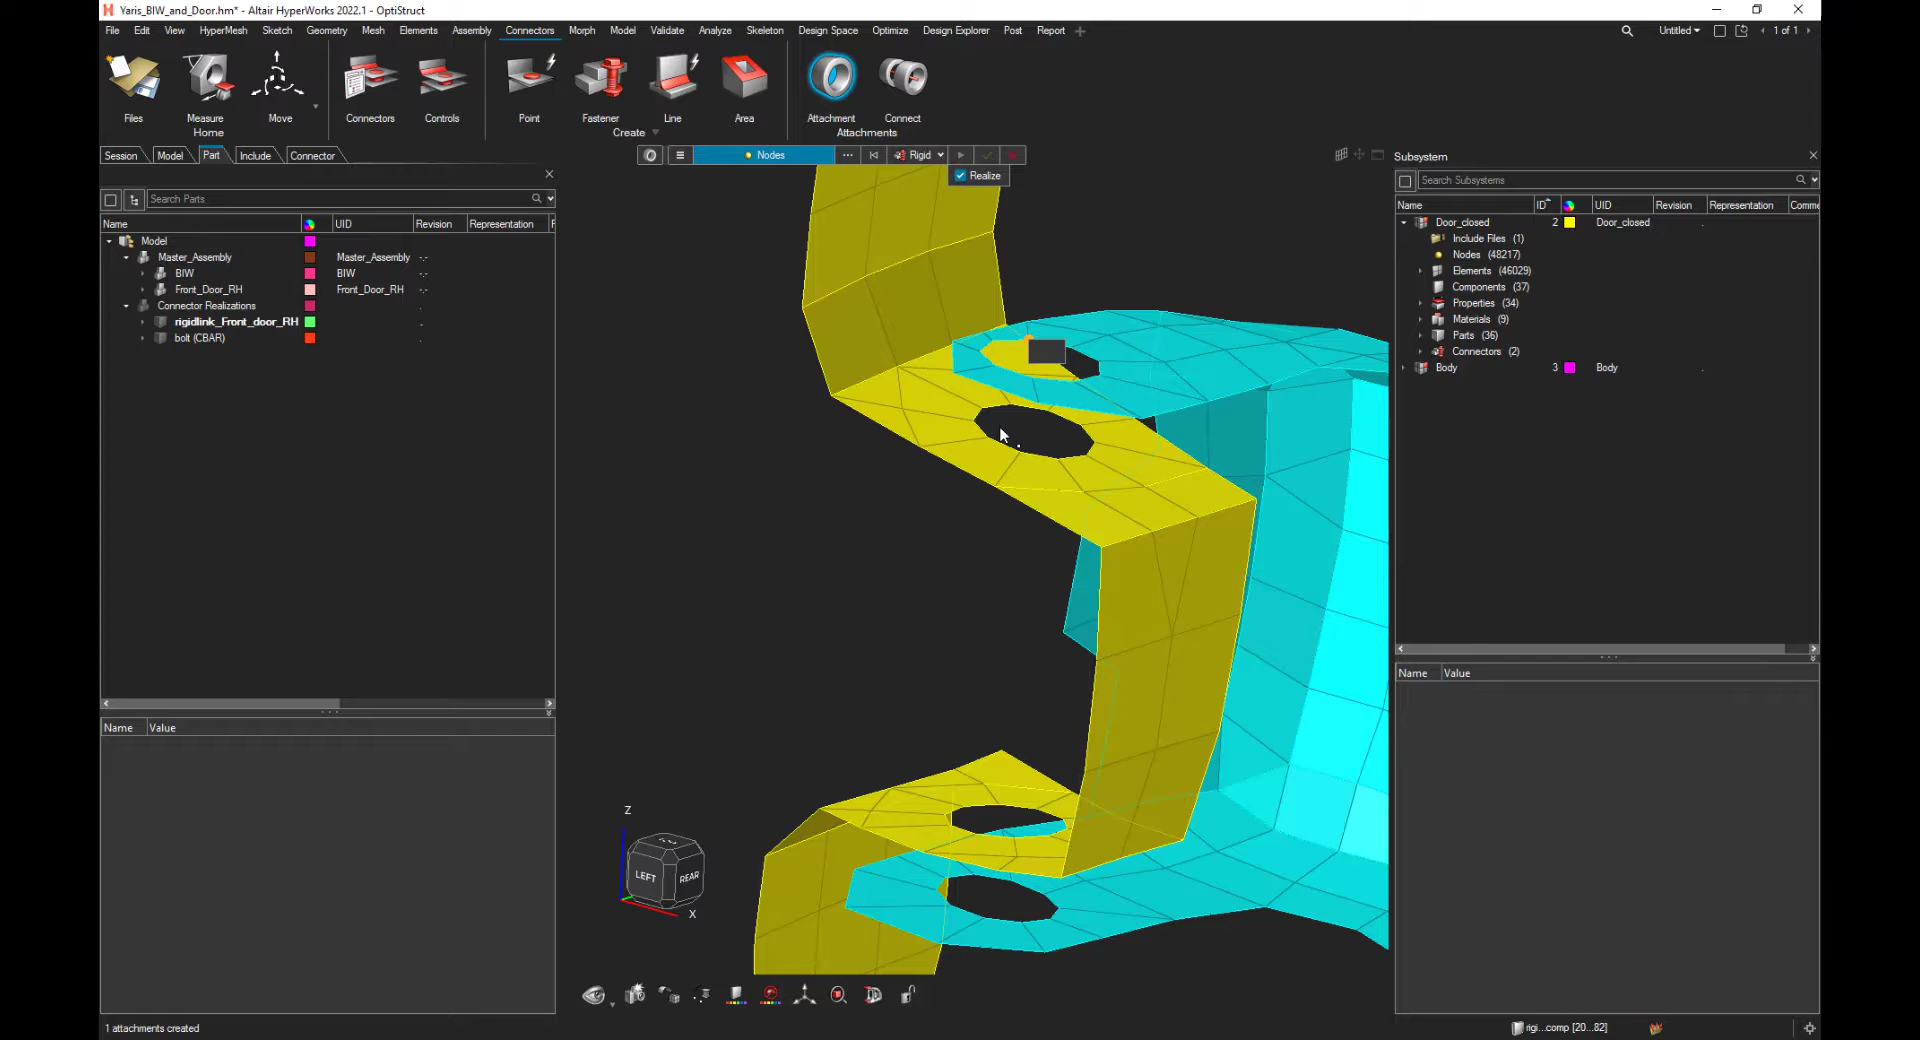 Yaris_BIW_and_Door.hm* - Altair HyperWorks 2022.1 - OptiStruct
File Edit View HyperMesh Sketch Geometry Mesh Elements Assembly Connectors Morph Model Validate Analyze Skeleton Design Space Optimize Design Explorer Post Report Untitled 1 of 1
Files Measure Move Connectors Controls Point Fastener Line Area Attachment Connect
Home Create Attachments
Session Model Part Include Connector
Nodes Rigid
Realize
Subsystem
Search Parts
Search Subsystems
Name UID Revision Representation F
Name ID UID Revision Representation Comme
Model
Master_Assembly Master_Assembly -.-
BIW BIW -.-
Front_Door_RH Front_Door_RH -.-
Connector Realizations .
rigidlink_Front_door_RH .
bolt (CBAR) .
Door_closed 2 Door_closed .
Include Files (1)
Nodes (48217)
Elements (46029)
Components (37)
Properties (34)
Materials (9)
Parts (36)
Connectors (2)
Body 3 Body .
Name Value
Name Value
Z
LEFT
REAR
X
1 attachments created
rigi...comp [20...82]